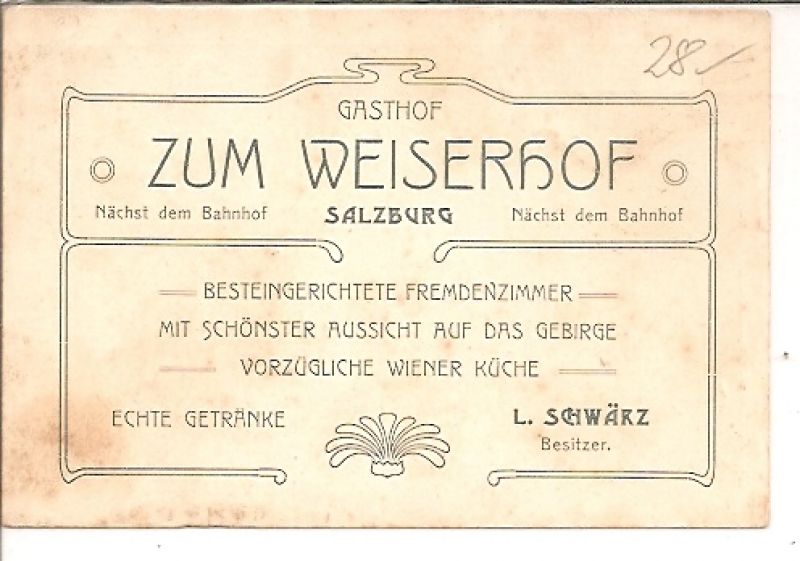 28.-
GASTHOF
ZUM WEISERHOF
Nächst dem Bahnhof SALZBURG Nächst dem Bahnhof
BESTEINGERICHTETE FREMDENZIMMER
MIT SCHÖNSTER AUSSICHT AUF DAS GEBIRGE
VORZÜGLICHE WIENER KÜCHE
ECHTE GETRÄNKE L. SCHWÄRZ
Besitzer.